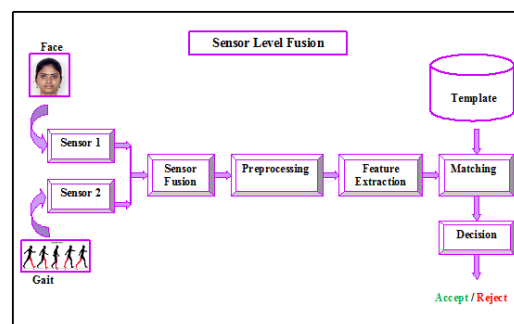 Sensor Level Fusion
Face
Template
Sensor 1
Sensor 2
Sensor
Fusion
Preprocessing
Feature
Extraction
Matching
Decision
Gait
Accept / Reject